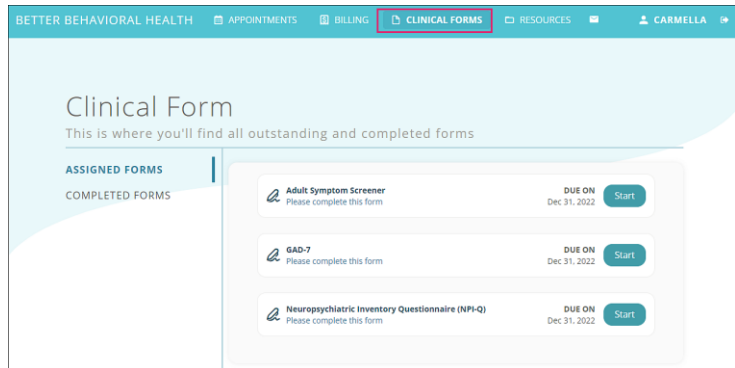 BETTER BEHAVIORAL HEALTH APPOINTMENTS BILLING CLINICAL FORMS RESOURCES CARMELLA
Clinical Form
This is where you'll find all outstanding and completed forms
ASSIGNED FORMS
COMPLETED FORMS
Adult Symptom Screener
Please complete this form
DUE ON
Dec 31, 2022
Start
GAD-7
Please complete this form
DUE ON
Dec 31, 2022
Start
Neuropsychiatric Inventory Questionnaire (NPI-Q)
Please complete this form
DUE ON
Dec 31, 2022
Start